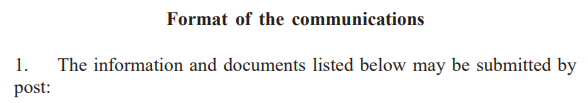 Format of the communications
1. The information and documents listed below may be submitted by
post: